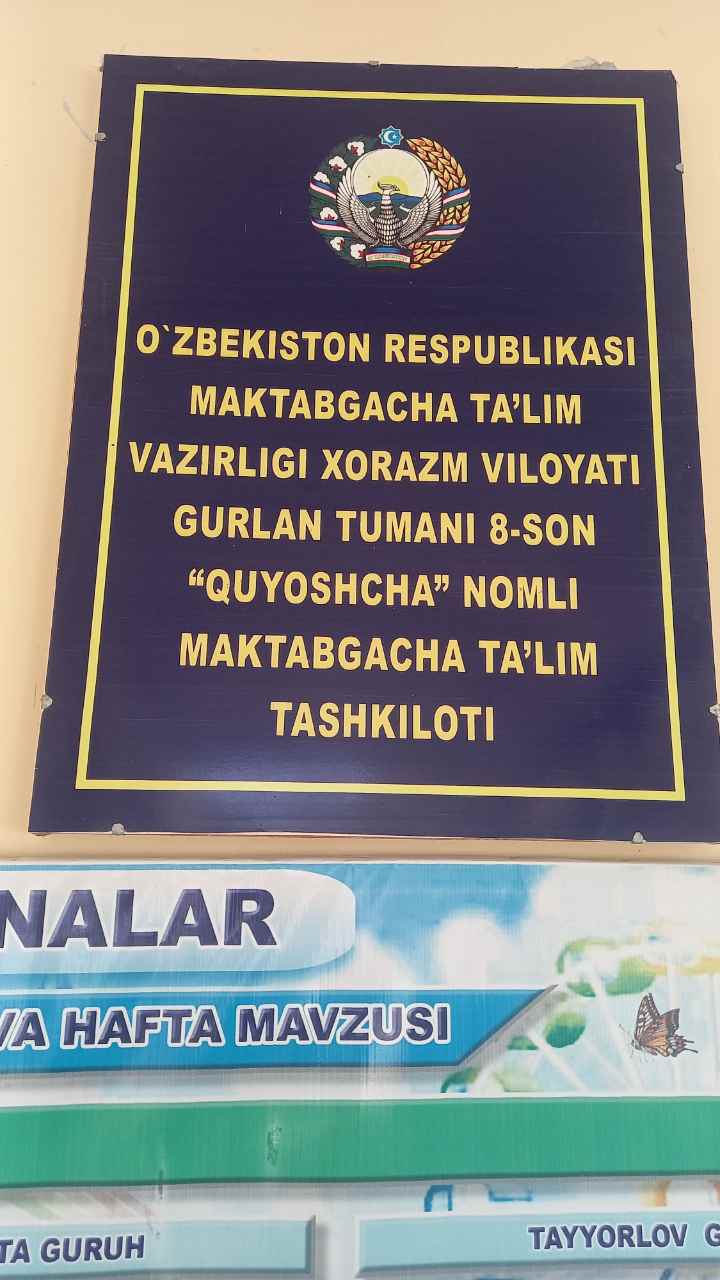 O`ZBEKISTON RESPUBLIKASI
MAKTABGACHA TA’LIM
VAZIRLIGI XORAZM VILOYATI
GURLAN TUMANI 8-SON
“QUYOSHCHA” NOMLI
MAKTABGACHA TA’LIM
TASHKILOTI
NALAR
VA HAFTA MAVZUSI
TA GURUH
TAYYORLOV G